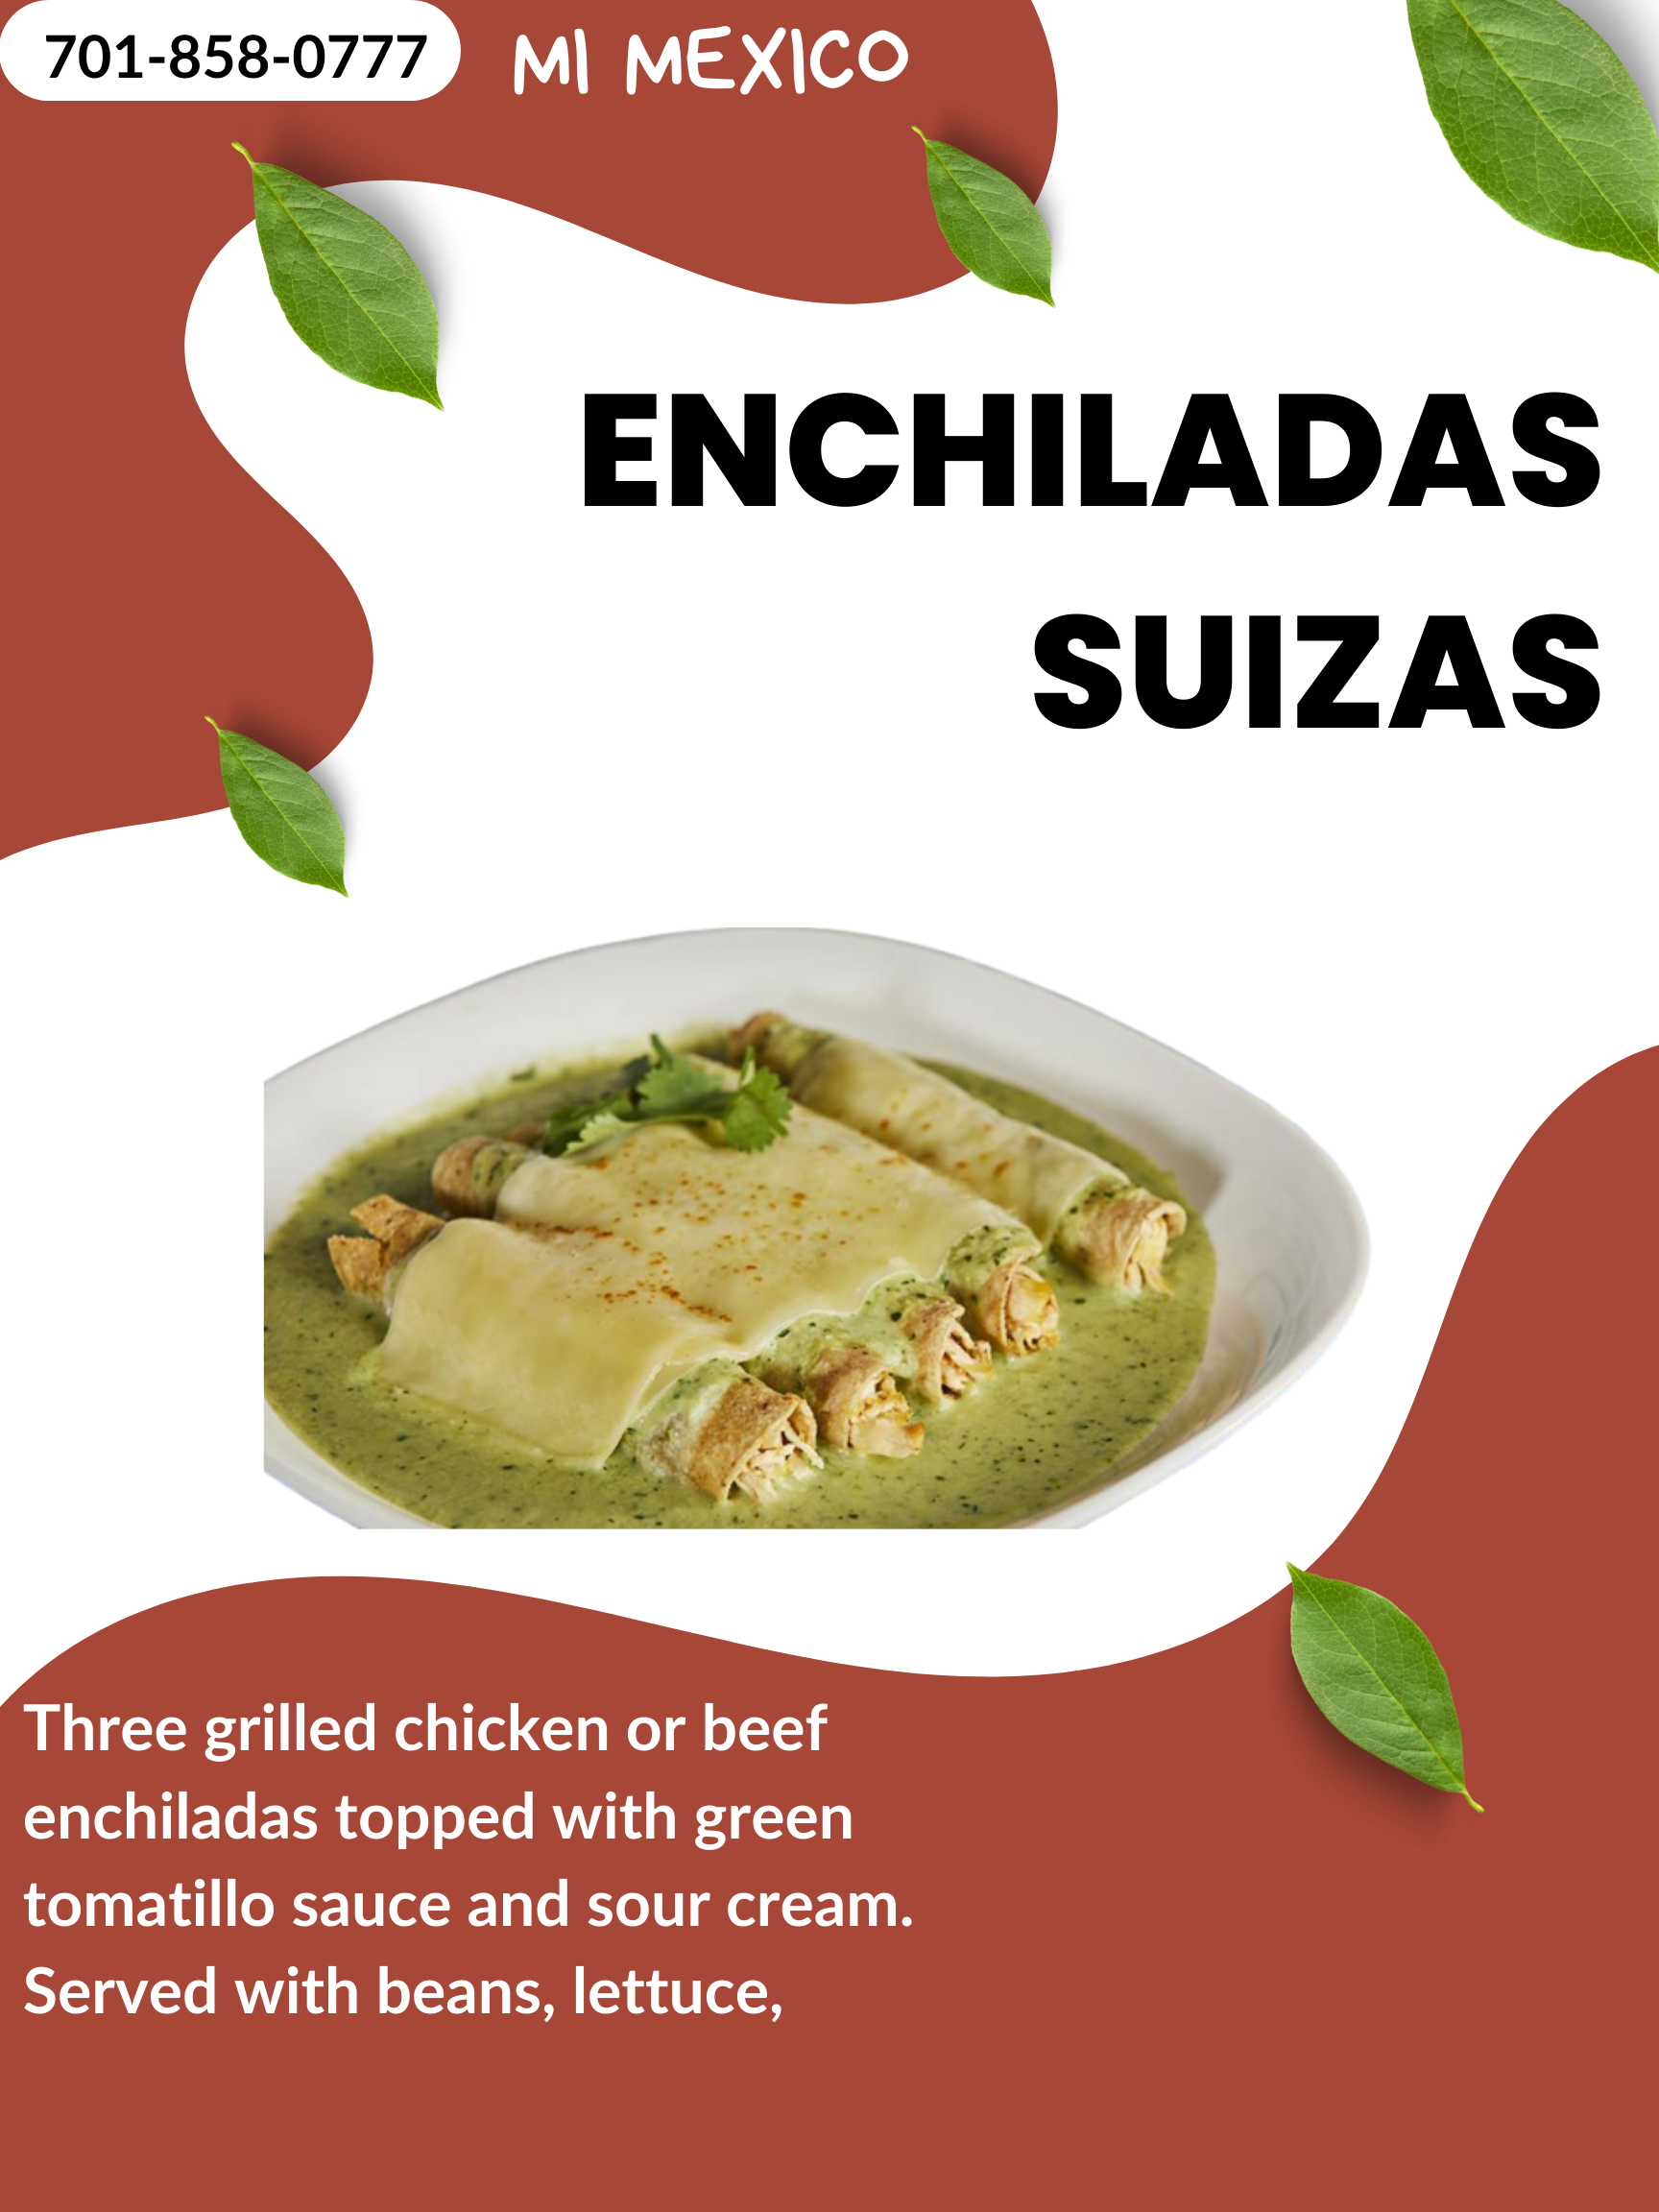 701-858-0777
MI MEXICO
ENCHILADAS
SUIZAS
Three grilled chicken or beef
enchiladas topped with green
tomatillo sauce and sour cream.
Served with beans, lettuce,